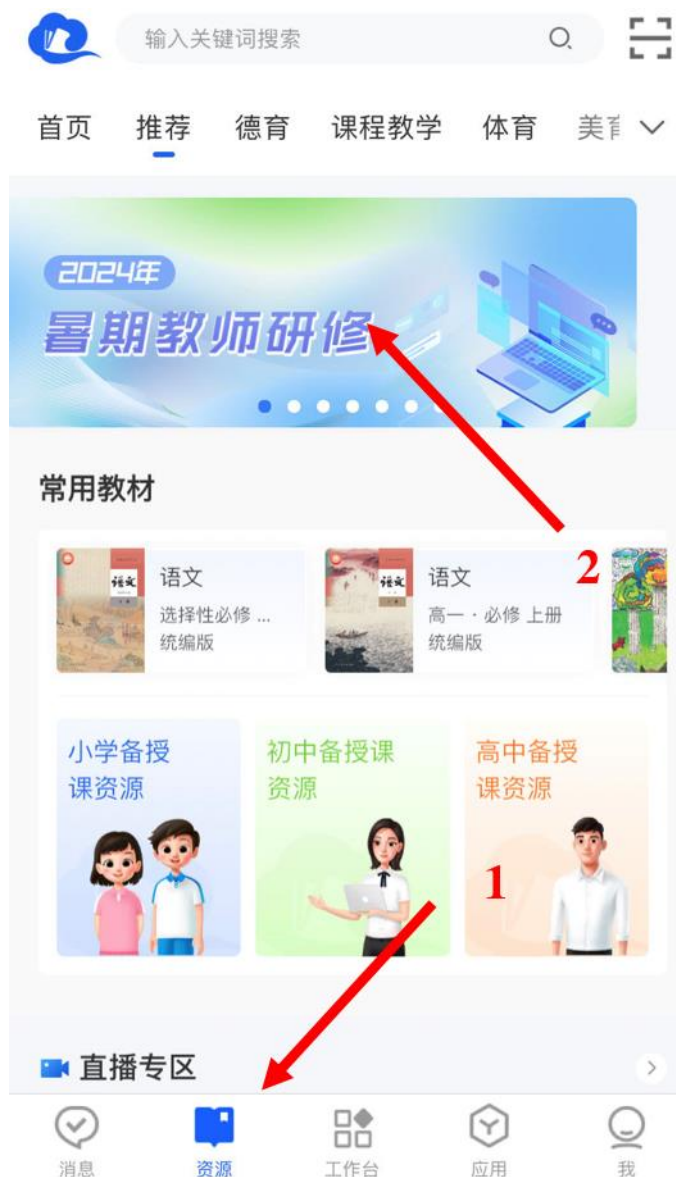 输入关键词搜索
首页 推荐 德育 课程教学 体育 美育
2024年
暑期教师研修
常用教材
语文
选择性必修 ...
统编版
语文
高一 · 必修 上册
统编版
2
小学备授
课资源
初中备授课
资源
高中备授
课资源
1
直播专区
消息 资源 工作台 应用 我